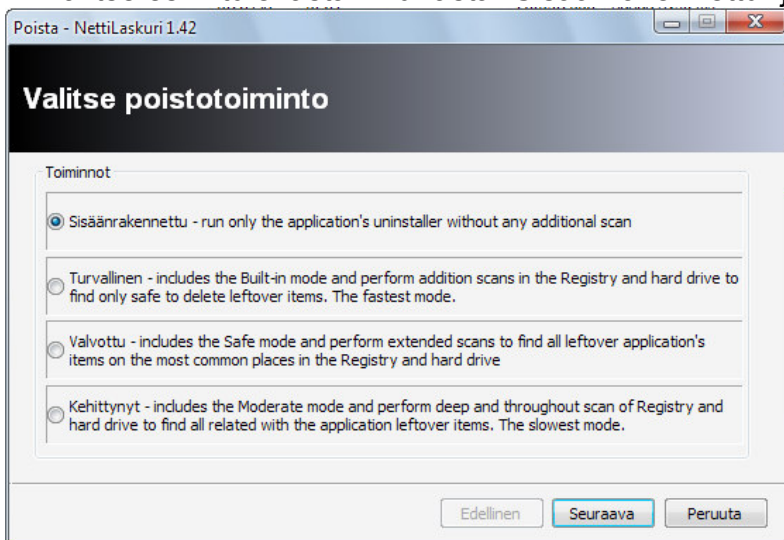 Poista - NettiLaskuri 1.42
Valitse poistotoiminto
Toiminnot
Sisäänrakennettu - run only the application's uninstaller without any additional scan
Turvallinen - includes the Built-in mode and perform addition scans in the Registry and hard drive to
find only safe to delete leftover items. The fastest mode.
Valvottu - includes the Safe mode and perform extended scans to find all leftover application's
items on the most common places in the Registry and hard drive
Kehittynyt - includes the Moderate mode and perform deep and throughout scan of Registry and
hard drive to find all related with the application leftover items. The slowest mode.
Edellinen
Seuraava
Peruuta